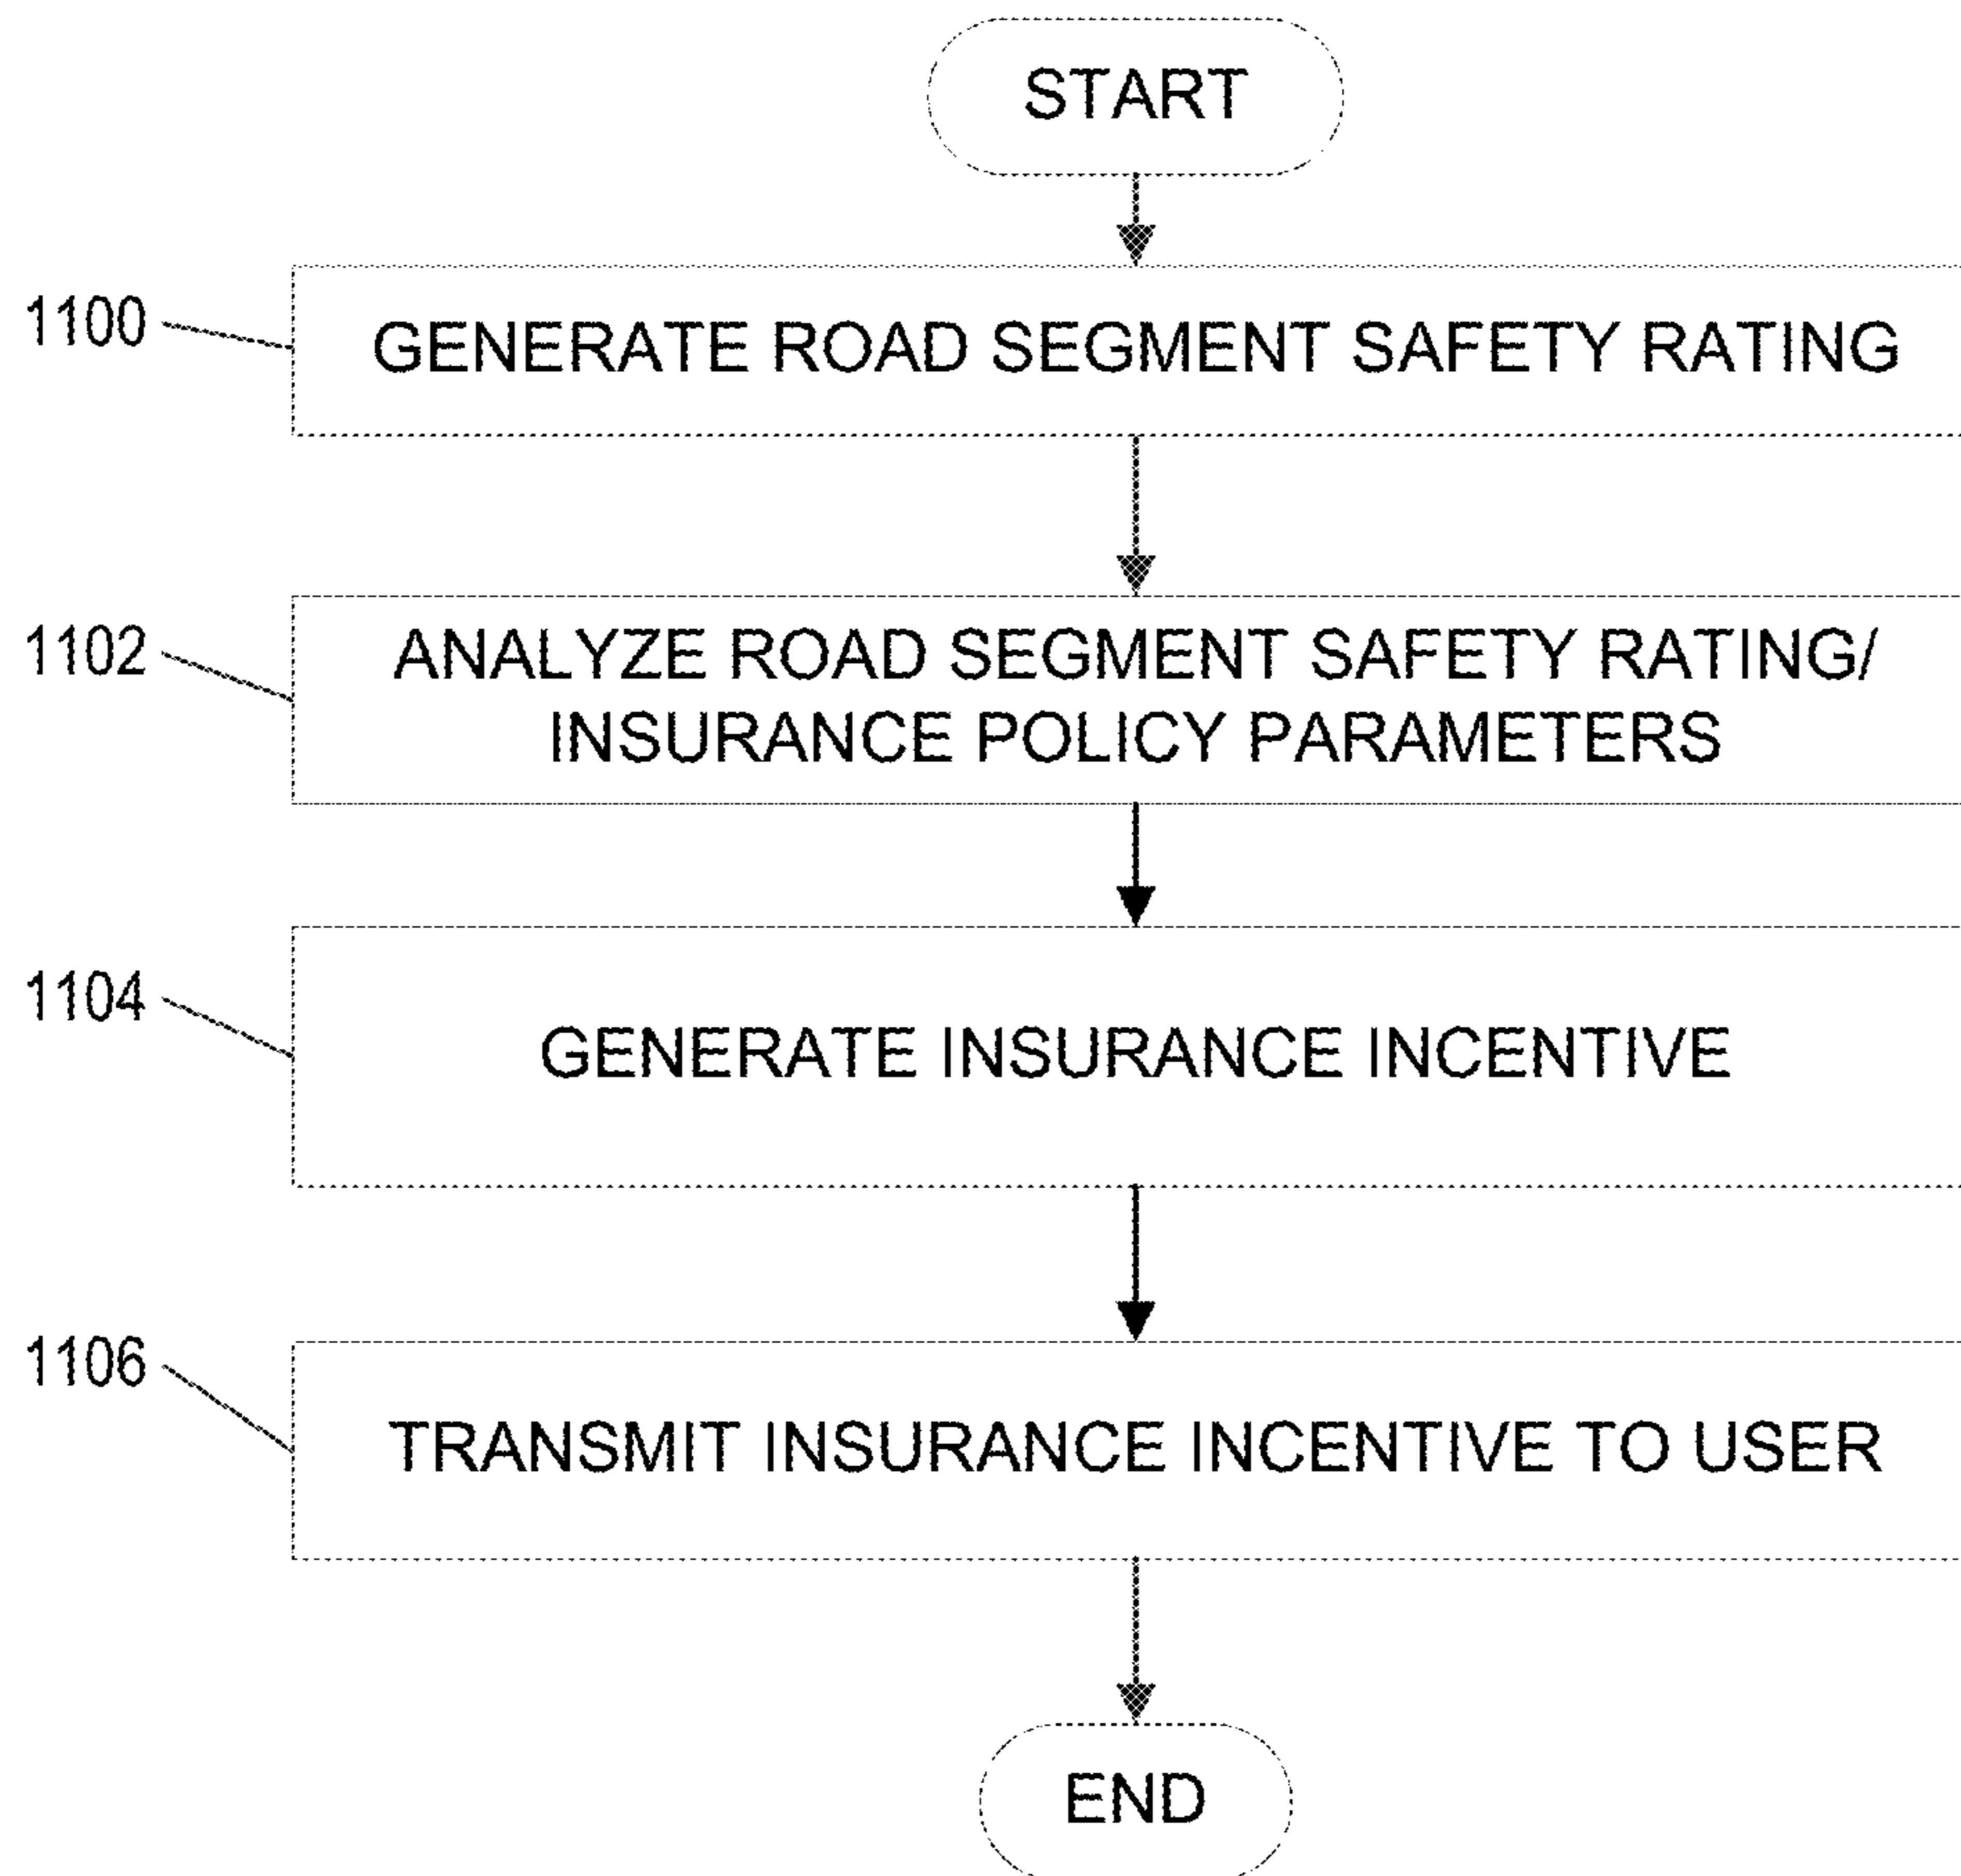 START
1100
GENERATE ROAD SEGMENT SAFETY RATING
1102
ANALYZE ROAD SEGMENT SAFETY RATING/
INSURANCE POLICY PARAMETERS
1104
GENERATE INSURANCE INCENTIVE
1106
TRANSMIT INSURANCE INCENTIVE TO USER
END